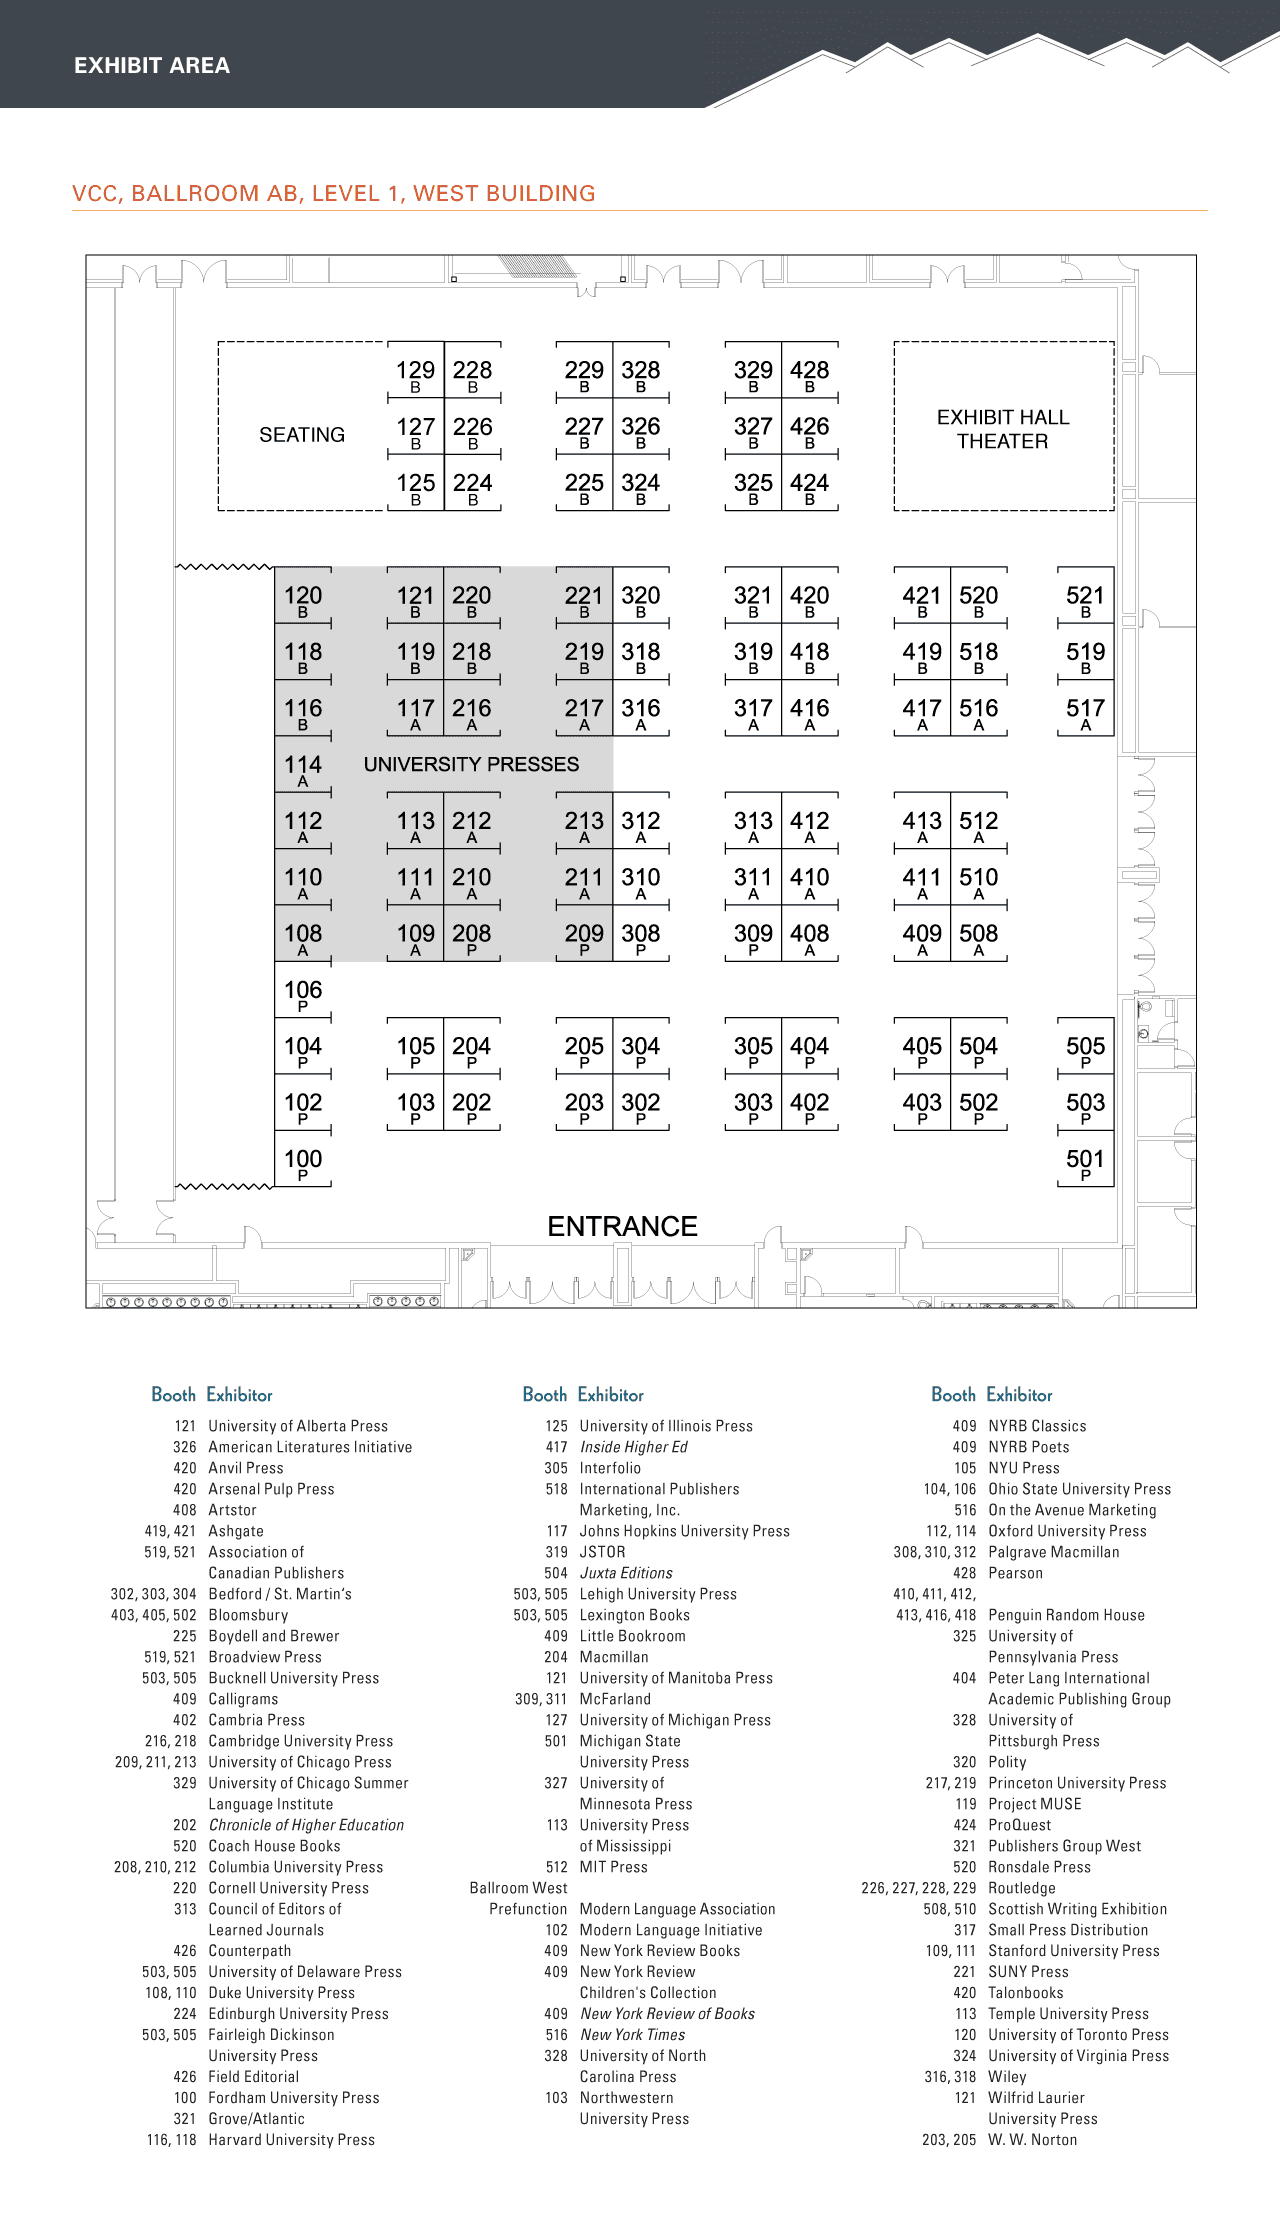 EXHIBIT AREA
VCC, BALLROOM AB, LEVEL 1, WEST BUILDING
129 228 229 328 329 428
B B B B B B
EXHIBIT HALL
THEATER
SEATING
127 226 227 326 327 426
B B B B B B
125 224 225 324 325 424
B B B B B B
120 121 220 221 320 321 420 421 520 521
B B B B B B B B B B
118 119 218 219 318 319 418 419 518 519
B B B B B B B B B B
116 117 216 217 316 317 416 417 516 517
B A A A A A A A A A
114 UNIVERSITY PRESSES
A
112 113 212 213 312 313 412 413 512
A A A A A A A A A
110 111 210 211 310 311 410 411 510
A A A A A A A A A
108 109 208 209 308 309 408 409 508
A A P P P P A A A
106
P
104 105 204 205 304 305 404 405 504 505
P P P P P P P P P P
102 103 202 203 302 303 402 403 502 503
P P P P P P P P P P
100 501
P P
ENTRANCE
Booth Exhibitor
121 University of Alberta Press
326 American Literatures Initiative
420 Anvil Press
420 Arsenal Pulp Press
408 Artstor
419, 421 Ashgate
519, 521 Association of
Canadian Publishers
302, 303, 304 Bedford / St. Martin‘s
403, 405, 502 Bloomsbury
225 Boydell and Brewer
519, 521 Broadview Press
503, 505 Bucknell University Press
409 Calligrams
402 Cambria Press
216, 218 Cambridge University Press
209, 211, 213 University of Chicago Press
329 University of Chicago Summer
Language Institute
202 Chronicle of Higher Education
520 Coach House Books
208, 210, 212 Columbia University Press
220 Cornell University Press
313 Council of Editors of
Learned Journals
426 Counterpath
503, 505 University of Delaware Press
108, 110 Duke University Press
224 Edinburgh University Press
503, 505 Fairleigh Dickinson
University Press
426 Field Editorial
100 Fordham University Press
321 Grove/Atlantic
116, 118 Harvard University Press
Booth Exhibitor
125 University of Illinois Press
417 Inside Higher Ed
305 Interfolio
518 International Publishers
Marketing, Inc.
117 Johns Hopkins University Press
319 JSTOR
504 Juxta Editions
503, 505 Lehigh University Press
503, 505 Lexington Books
409 Little Bookroom
204 Macmillan
121 University of Manitoba Press
309, 311 McFarland
127 University of Michigan Press
501 Michigan State
University Press
327 University of
Minnesota Press
113 University Press
of Mississippi
512 MIT Press
Ballroom West
Prefunction Modern Language Association
102 Modern Language Initiative
409 New York Review Books
409 New York Review
Children's Collection
409 New York Review of Books
516 New York Times
328 University of North
Carolina Press
103 Northwestern
University Press
Booth Exhibitor
409 NYRB Classics
409 NYRB Poets
105 NYU Press
104, 106 Ohio State University Press
516 On the Avenue Marketing
112, 114 Oxford University Press
308, 310, 312 Palgrave Macmillan
428 Pearson
410, 411, 412,
413, 416, 418 Penguin Random House
325 University of
Pennsylvania Press
404 Peter Lang International
Academic Publishing Group
328 University of
Pittsburgh Press
320 Polity
217, 219 Princeton University Press
119 Project MUSE
424 ProQuest
321 Publishers Group West
520 Ronsdale Press
226, 227, 228, 229 Routledge
508, 510 Scottish Writing Exhibition
317 Small Press Distribution
109, 111 Stanford University Press
221 SUNY Press
420 Talonbooks
113 Temple University Press
120 University of Toronto Press
324 University of Virginia Press
316, 318 Wiley
121 Wilfrid Laurier
University Press
203, 205 W. W. Norton